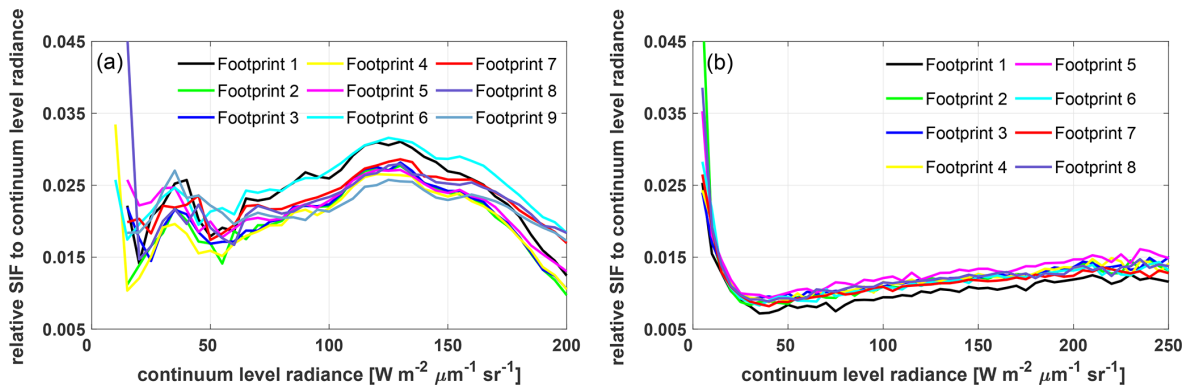 relative SIF to continuum level radiance
0.045
0.035
0.025
0.015
0.005
(a)
Footprint 1 Footprint 4 Footprint 7
Footprint 2 Footprint 5 Footprint 8
Footprint 3 Footprint 6 Footprint 9
0 50 100 150 200
continuum level radiance [W m⁻² μm⁻¹ sr⁻¹]
relative SIF to continuum level radiance
0.045
0.035
0.025
0.015
0.005
(b)
Footprint 1 Footprint 5
Footprint 2 Footprint 6
Footprint 3 Footprint 7
Footprint 4 Footprint 8
0 50 100 150 200 250
continuum level radiance [W m⁻² μm⁻¹ sr⁻¹]